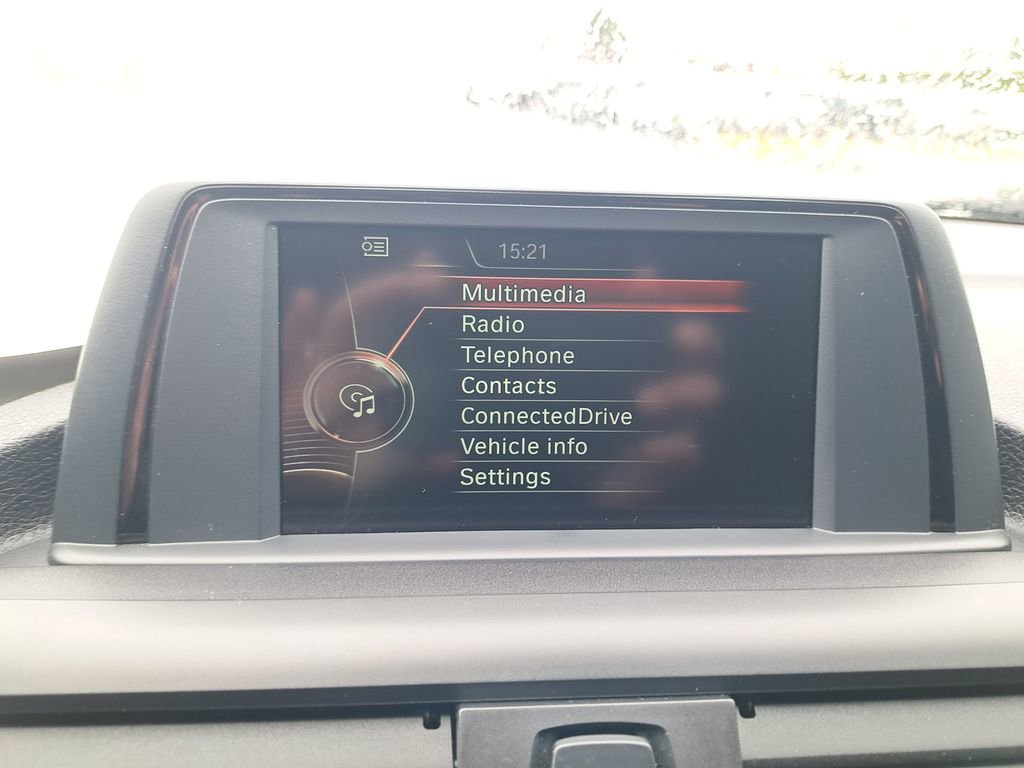 15:21
Multimedia
Radio
Telephone
Contacts
ConnectedDrive
Vehicle info
Settings